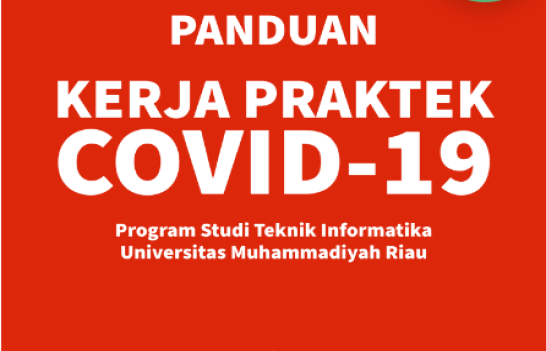 PANDUAN
KERJA PRAKTEK
COVID-19
Program Studi Teknik Informatika
Universitas Muhammadiyah Riau